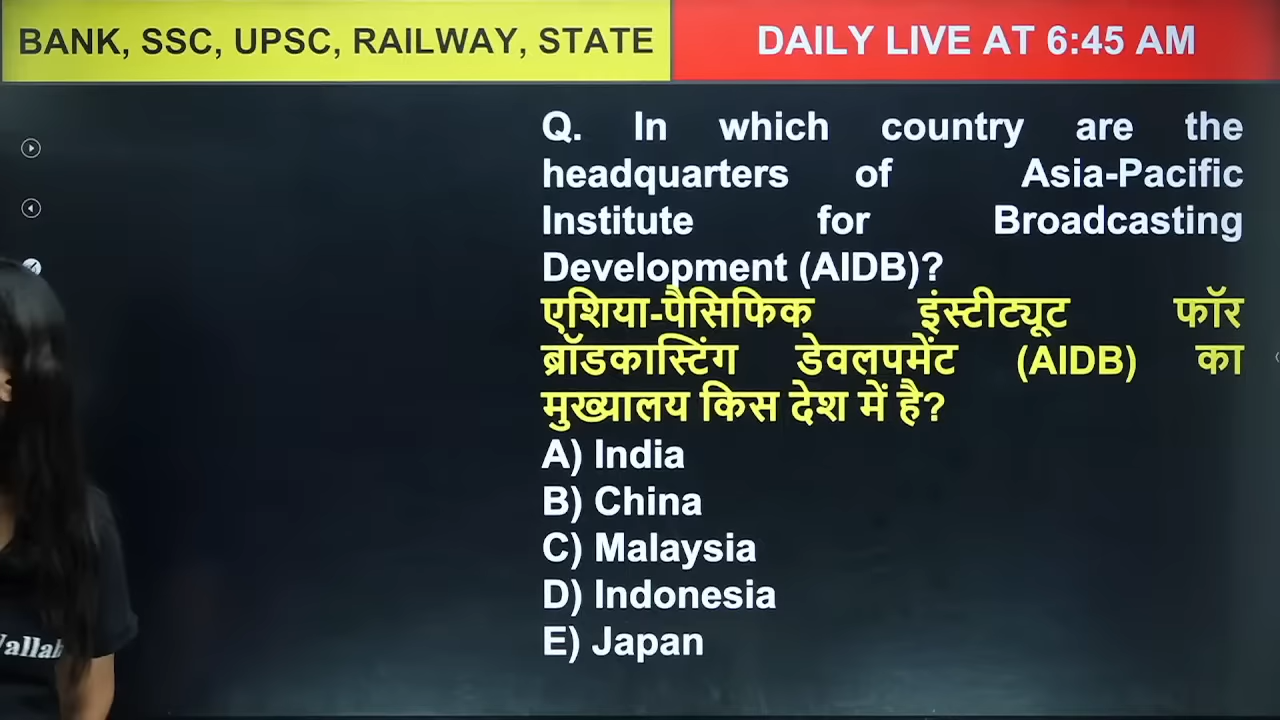 BANK, SSC, UPSC, RAILWAY, STATE
DAILY LIVE AT 6:45 AM
Q. In which country are the
headquarters of Asia-Pacific
Institute for Broadcasting
Development (AIDB)?
एशिया-पैसिफिक इंस्टीट्यूट फॉर
ब्रॉडकास्टिंग डेवलपमेंट (AIDB) का
मुख्यालय किस देश में है?
A) India
B) China
C) Malaysia
D) Indonesia
E) Japan